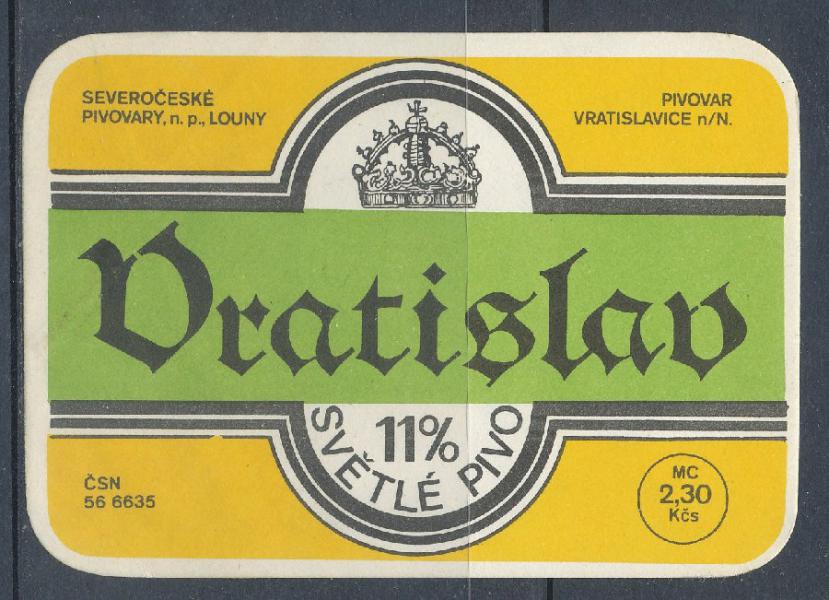 SEVEROČESKÉ
PIVOVARY, n. p., LOUNY
PIVOVAR
VRATISLAVICE n/N.
Vratislav
11%
SVĚTLÉ PIVO
ČSN
56 6635
MC
2,30
Kčs